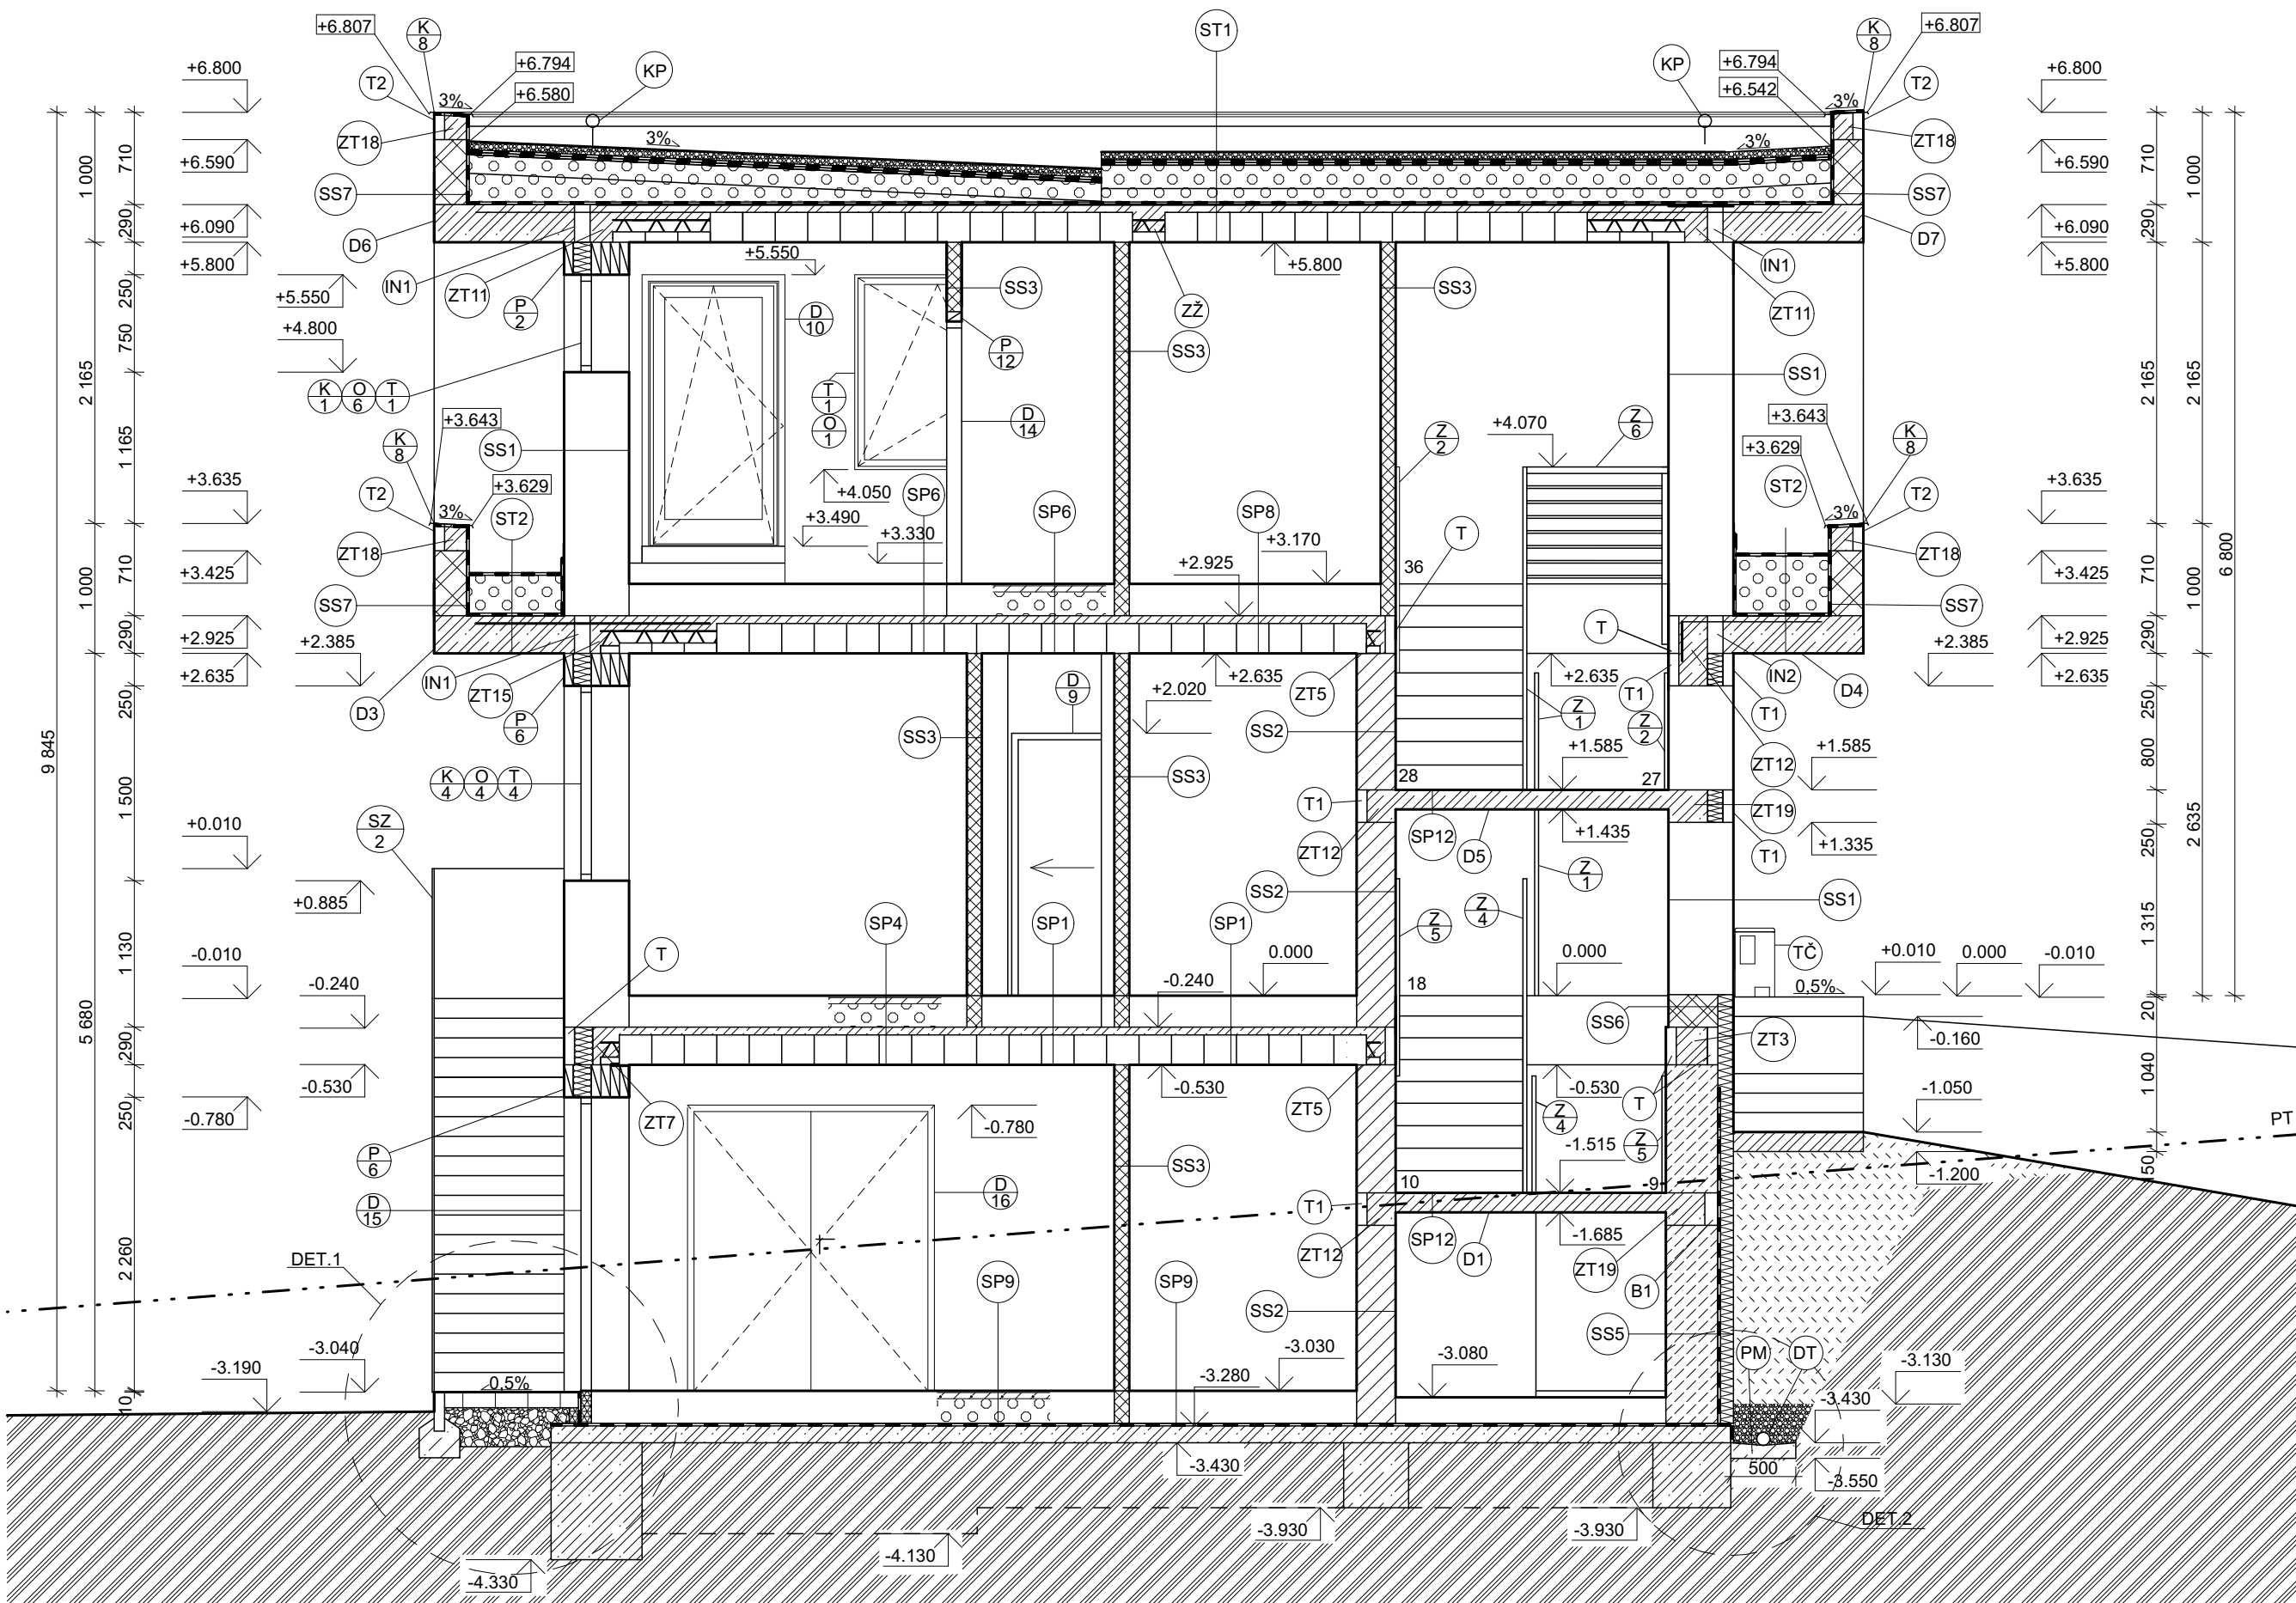 +6.807
K
8
ST1
K
8
+6.807
+6.800
T2
+6.794
KP
KP
+6.794
T2
+6.800
3%
+6.580
+6.542
3%
ZT18
3%
3%
ZT18
1 000
710
+6.590
+6.590
710
1 000
SS7
SS7
290
+6.090
D6
D7
+6.090
290
+5.800
+5.550
+5.800
IN1
+5.800
250
+5.550
IN1
ZT11
P
2
D
10
SS3
ZŽ
SS3
ZT11
750
+4.800
P
12
SS3
2 165
K
1
O
6
T
1
T
1
O
1
D
14
SS1
2 165
2 165
+3.643
+4.070
Z
6
+3.643
1 165
K
8
SS1
Z
2
+3.629
K
8
+3.635
T2
+3.629
+4.050
SP6
SP6
SP8
ST2
T2
+3.635
3%
ST2
+3.490
3%
ZT18
+3.330
+3.170
T
ZT18
6 800
1 000
710
+3.425
+2.925
36
+3.425
710
1 000
SS7
SS7
290
+2.925
+2.385
T
+2.385
+2.925
290
+2.635
IN1
ZT15
D
9
+2.635
ZT5
+2.635
T1
IN2
D4
+2.635
250
D3
P
6
+2.020
Z
1
Z
2
T1
250
9 845
SS3
SS2
+1.585
+1.585
800
K
4
O
4
T
4
SS3
28
27
ZT12
1 500
T1
ZT19
+0.010
SZ
2
SP12
+1.435
+1.335
2 635
ZT12
D5
T1
250
+0.885
SS2
Z
1
SS1
SP4
SP1
SP1
Z
5
Z
4
1 315
1 130
-0.010
T
0.000
0.000
TČ
+0.010
0.000
-0.010
-0.240
-0.240
18
0,5%
5 680
SS6
20
290
ZT3
-0.160
-0.530
-0.530
-0.530
1 040
250
-0.780
ZT7
-0.780
ZT5
Z
4
T
-1.050
PT
P
6
SS3
-1.515
Z
5
-1.200
150
D
15
D
16
10
9
T1
DET.1
ZT12
SP12
D1
-1.685
ZT19
2 260
SP9
SP9
B1
SS2
SS5
-3.040
-3.030
-3.080
PM
DT
-3.130
-3.190
0,5%
-3.280
-3.430
10
-3.430
500
-3.550
-3.930
-3.930
DET.2
-4.130
-4.330